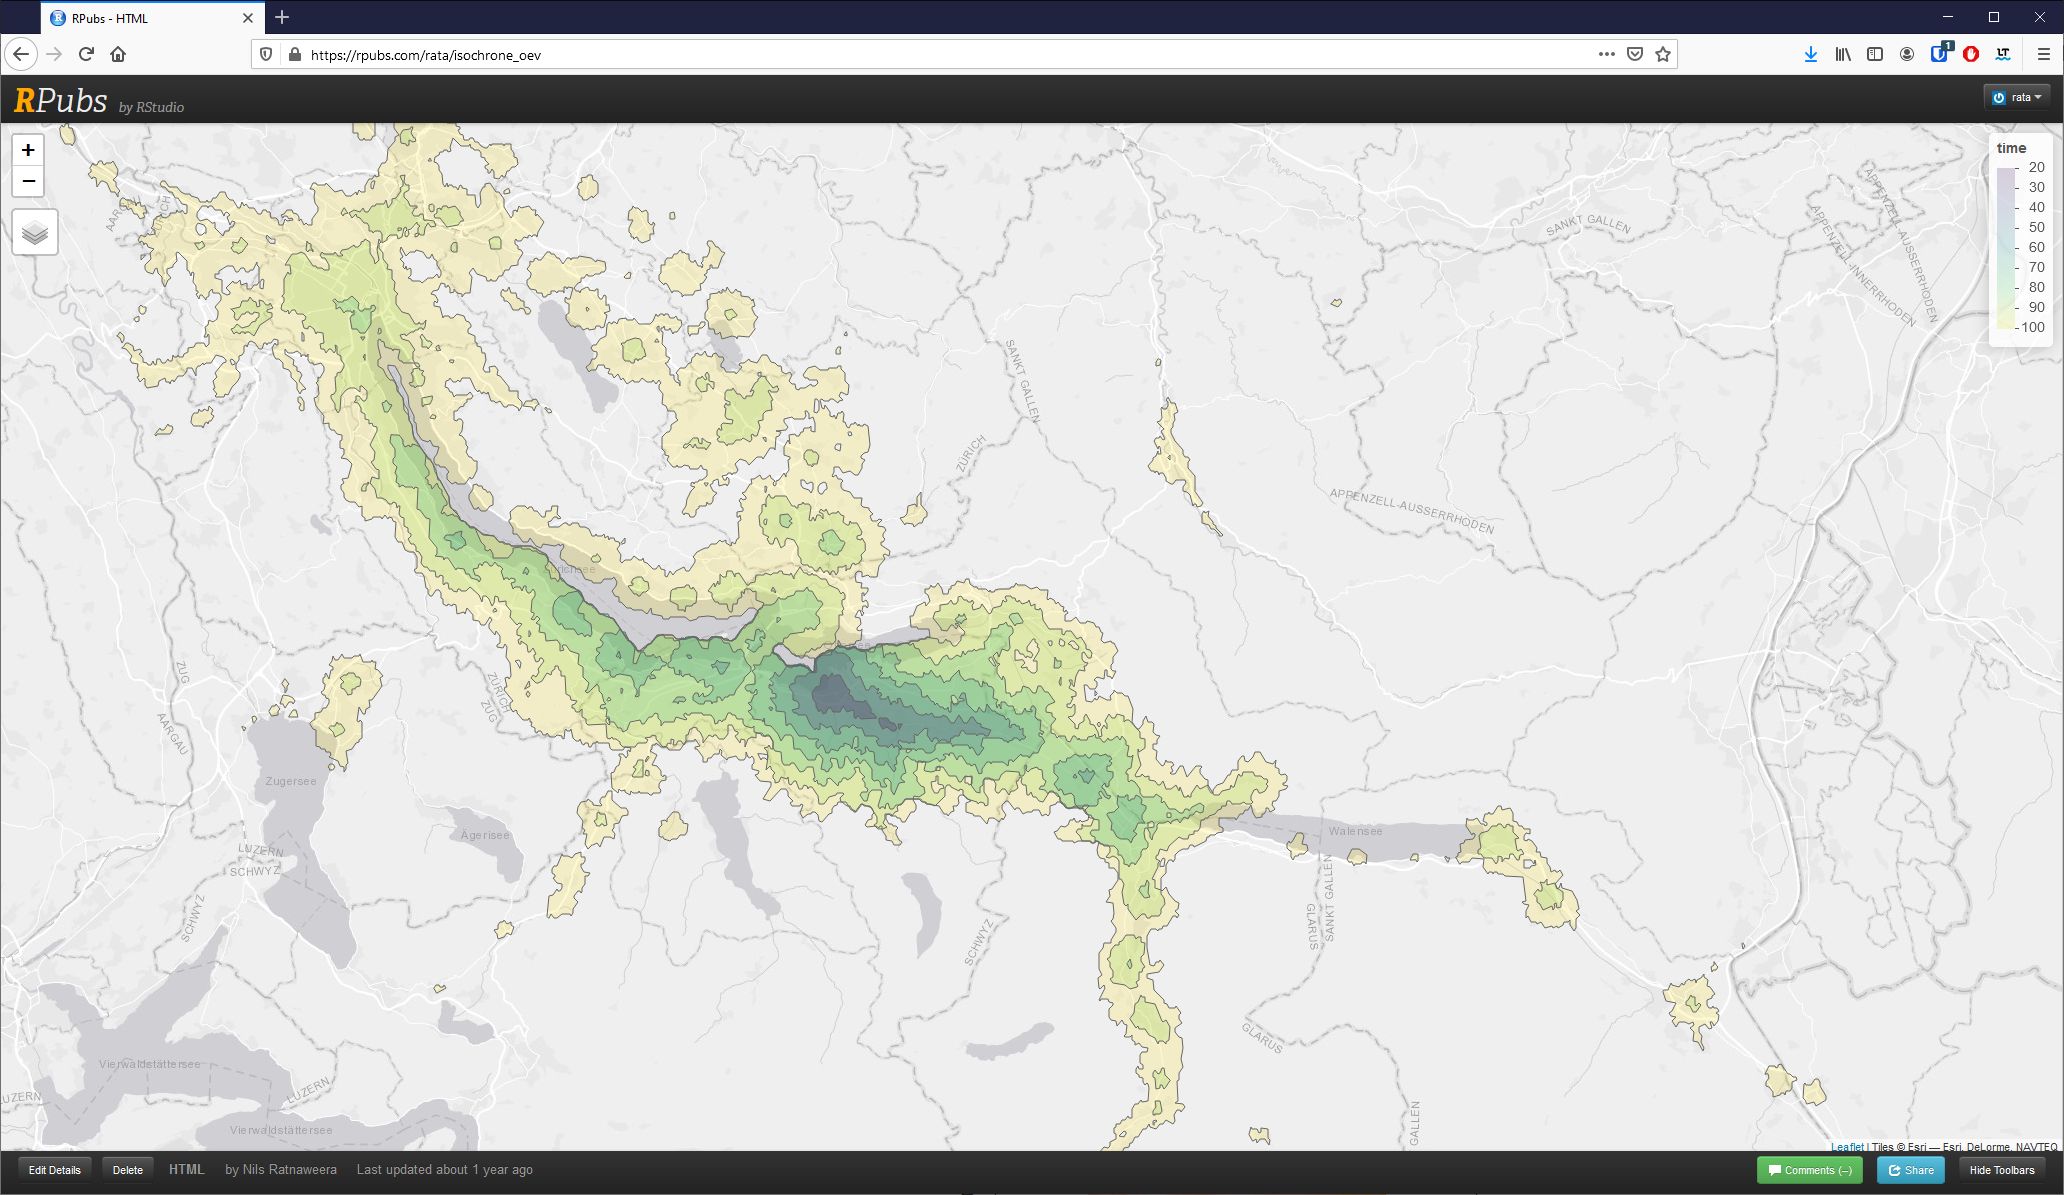 RPubs - HTML
https://rpubs.com/rata/isochrone_oev
1
LT
RPubs by RStudio
rata
+
−
time
20
30
40
50
60
70
80
90
100
SANKT GALLEN
APPENZELL-AUSSERRHODEN
APPENZELL-INNERRHODEN
SANKT GALLEN
ZÜRICH
APPENZELL-AUSSERRHODEN
Zürichsee
ZUG
ZÜRICH
ZUG
AARGAU
Zugersee
Ägerisee
Walensee
LUZERN
SCHWYZ
SCHWYZ
SANKT GALLEN
GLARUS
SCHWYZ
GLARUS
Vierwaldstättersee
LUZERN
LUZERN
Vierwaldstättersee
GALLEN
Leaflet | Tiles © Esri — Esri, DeLorme, NAVTEQ
Edit Details
Delete
HTML
by Nils Ratnaweera
Last updated about 1 year ago
Comments (–)
Share
Hide Toolbars